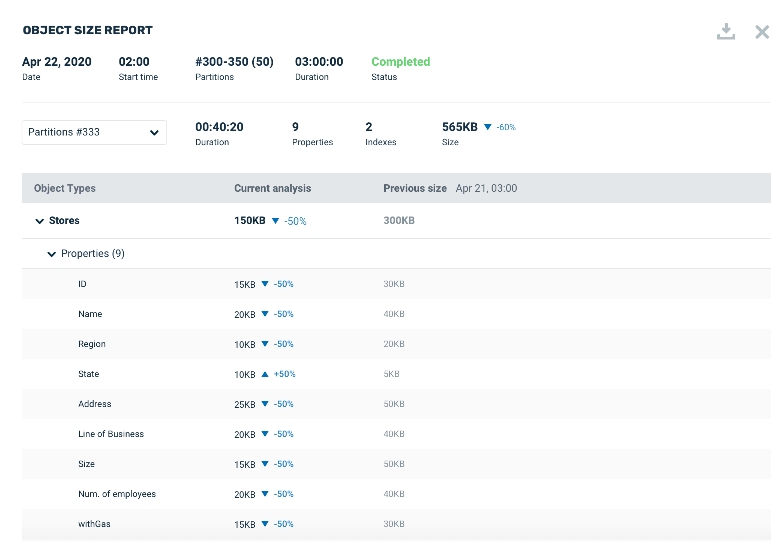 OBJECT SIZE REPORT
Apr 22, 2020 02:00 #300-350 (50) 03:00:00 Completed
Date Start time Partitions Duration Status
Partitions #333 00:40:20 9 2 565KB -60%
Duration Properties Indexes Size
Object Types Current analysis Previous size Apr 21, 03:00
Stores 150KB -50% 300KB
Properties (9)
ID 15KB -50% 30KB
Name 20KB -50% 40KB
Region 10KB -50% 20KB
State 10KB +50% 5KB
Address 25KB -50% 50KB
Line of Business 20KB -50% 40KB
Size 15KB -50% 50KB
Num. of employees 20KB -50% 40KB
withGas 15KB -50% 30KB